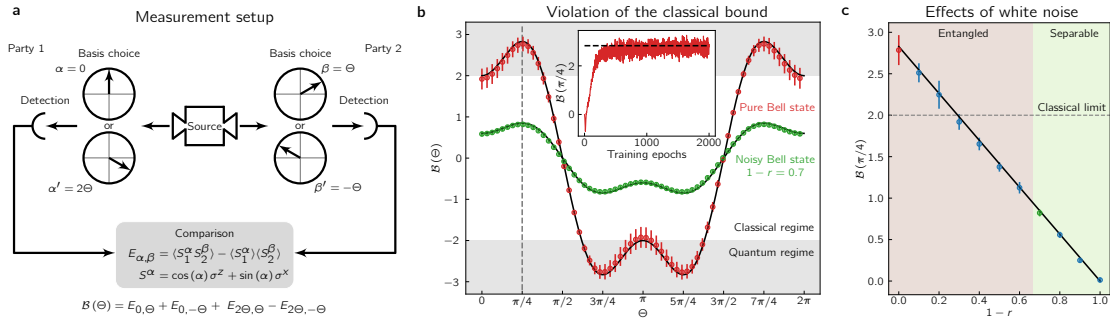 a
Measurement setup
Party 1
Basis choice
Basis choice
Party 2
α = 0
β = Θ
Detection
or
Source
or
Detection
α′ = 2Θ
β′ = −Θ
Comparison
E_{α,β} = ⟨S_1^α S_2^β⟩ − ⟨S_1^α⟩⟨S_2^β⟩
S^α = cos (α) σ^z + sin (α) σ^x
ℬ(Θ) = E_{0,Θ} + E_{0,−Θ} + E_{2Θ,Θ} − E_{2Θ,−Θ}
b
Violation of the classical bound
ℬ(Θ)
3
2
1
0
−1
−2
−3
0
π/4
π/2
3π/4
π
5π/4
3π/2
7π/4
2π
Θ
ℬ(π/4)
2
0
0
1000
2000
Training epochs
Pure Bell state
Noisy Bell state
1 − r = 0.7
Classical regime
Quantum regime
c
Effects of white noise
Entangled
Separable
Classical limit
ℬ(π/4)
3.0
2.5
2.0
1.5
1.0
0.5
0.0
0.0
0.2
0.4
0.6
0.8
1.0
1 − r